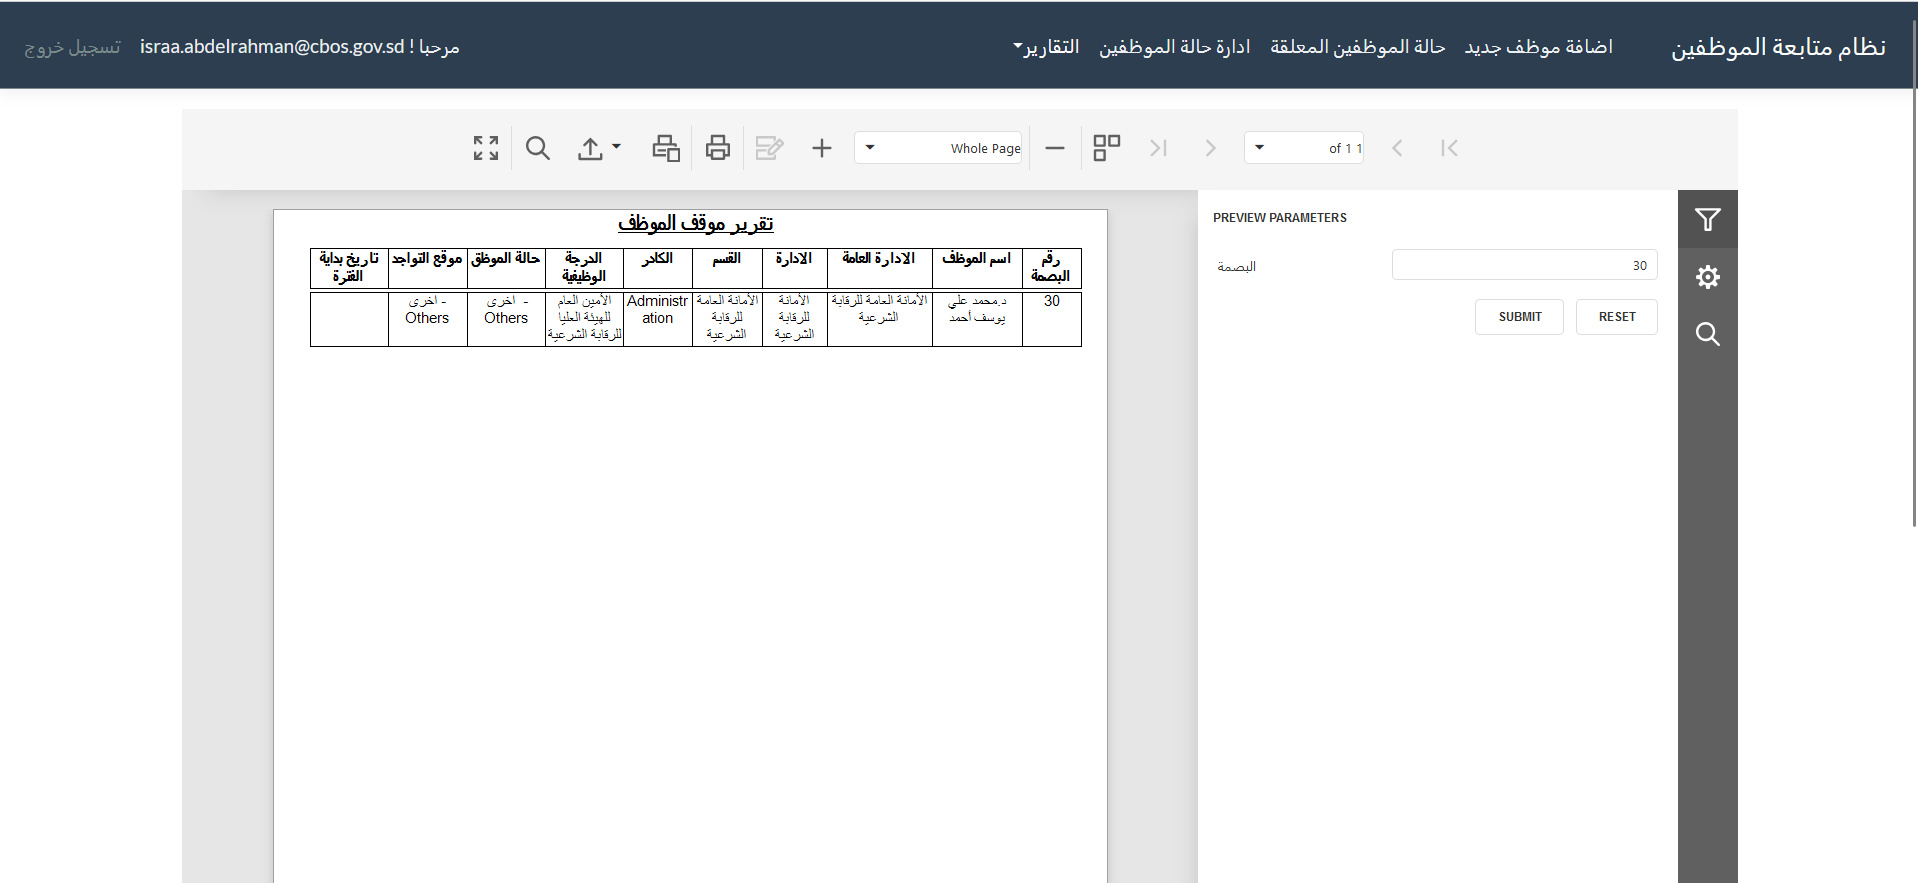 نظام متابعة الموظفين
اضافة موظف جديد
حالة الموظفين المعلقة
ادارة حالة الموظفين
التقارير
مرحبا ! israa.abdelrahman@cbos.gov.sd
تسجيل خروج
of 1 1
Whole Page
تقرير موقف الموظف
رقم البصمة
اسم الموظف
الادارة العامة
الادارة
القسم
الكادر
الدرجة الوظيفية
حالة الموظق
موقع التواجد
تاريخ بداية الفترة
30
د.محمد علي يوسف أحمد
الأمانة العامة للرقابة الشرعية
الأمانة للرقابة الشرعية
الأمانة العامة للرقابة الشرعية
Administration
الأمين العام للهيئة العليا للرقابة الشرعية
- اخرى Others
- اخرى Others
PREVIEW PARAMETERS
البصمة
30
SUBMIT
RESET